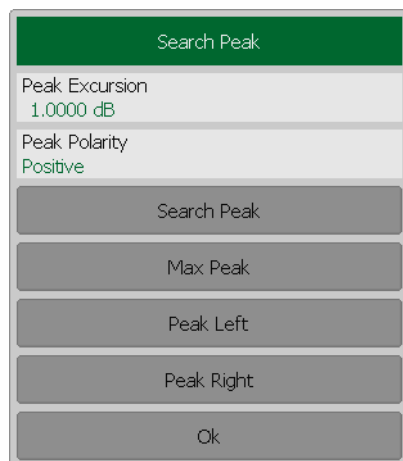 Search Peak
Peak Excursion
1.0000 dB
Peak Polarity
Positive
Search Peak
Max Peak
Peak Left
Peak Right
Ok